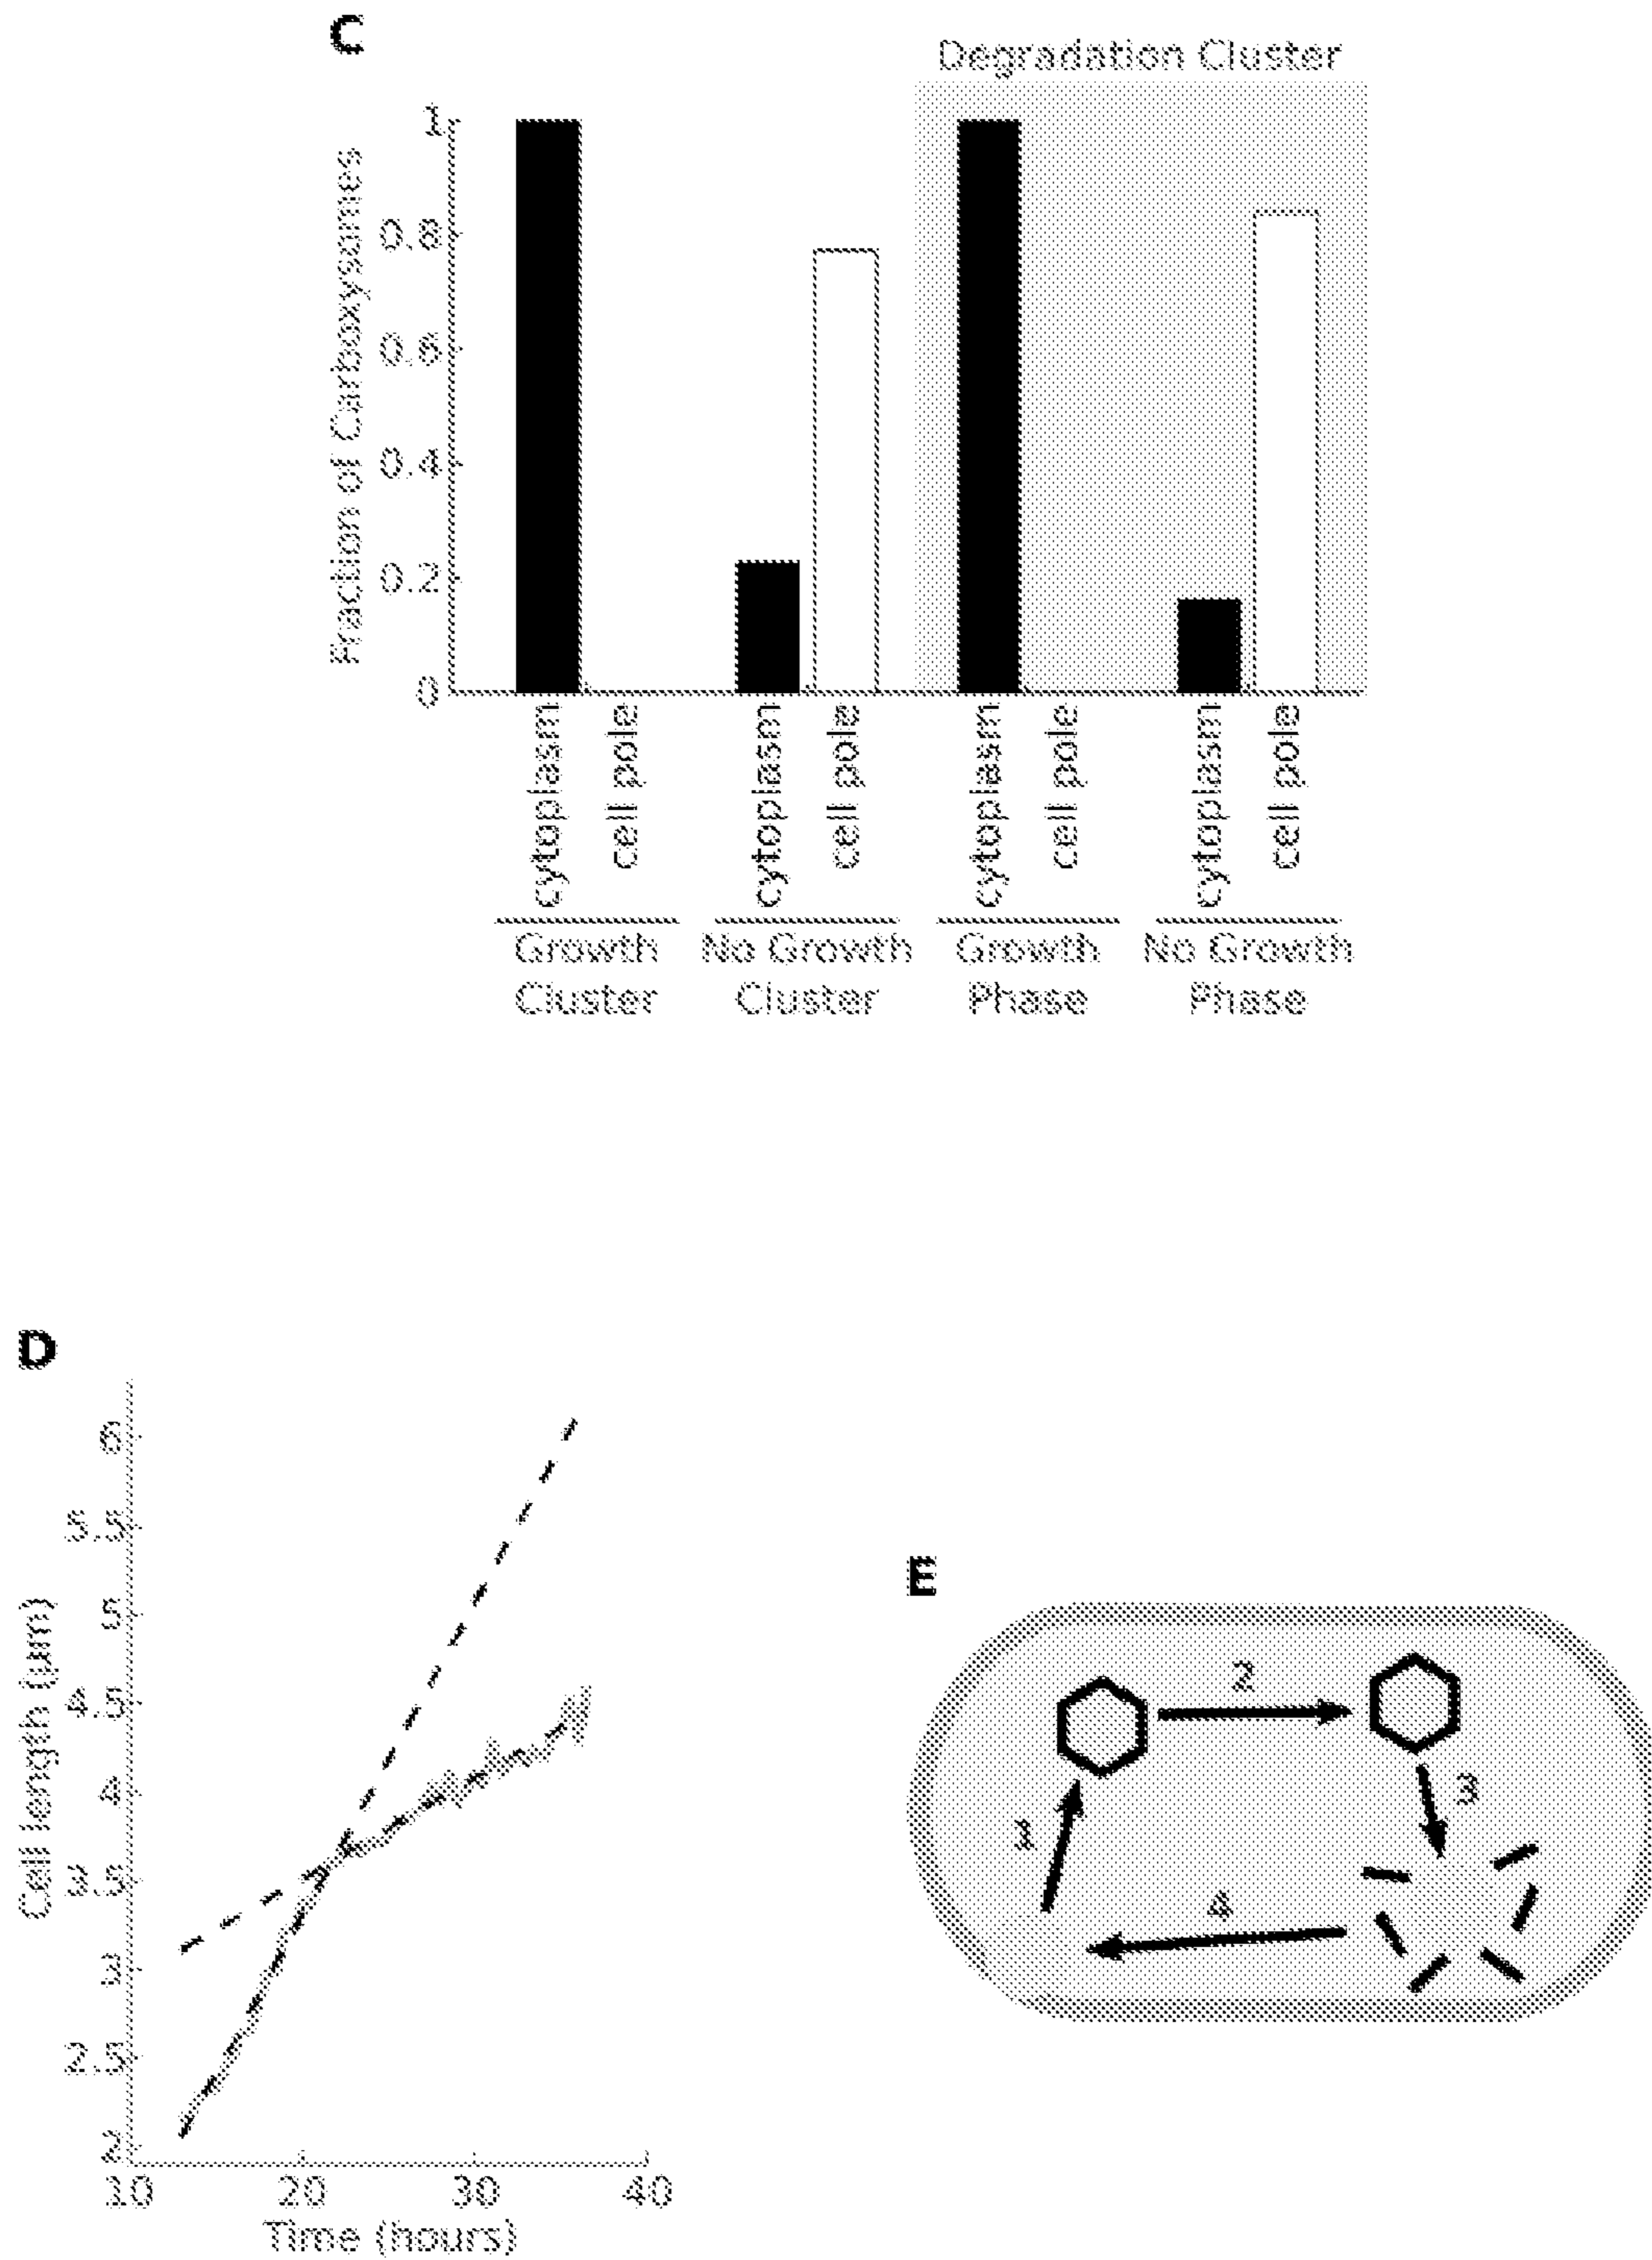 C
Degradation Cluster
Fraction of Carboxysomes
1
0.8
0.6
0.4
0.2
0
cytoplasm
cell pole
cytoplasm
cell pole
cytoplasm
cell pole
cytoplasm
cell pole
Growth Cluster
No Growth Cluster
Growth Phase
No Growth Phase
D
Cell length (µm)
6
5.5
5
4.5
4
3.5
3
2.5
2
10 20 30 40
Time (hours)
E
2
3
1
4